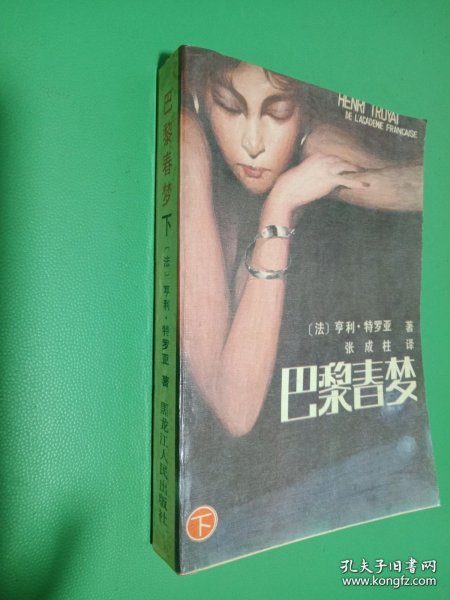 巴黎春梦 下 〔法〕亨利·特罗亚 著 黑龙江人民出版社
HENRI TROYAT
DE L'ACADEMIE FRANCAISE
〔法〕亨利·特罗亚 著
张成柱 译
巴黎春梦
下
孔夫子旧书网
www.kongfz.com